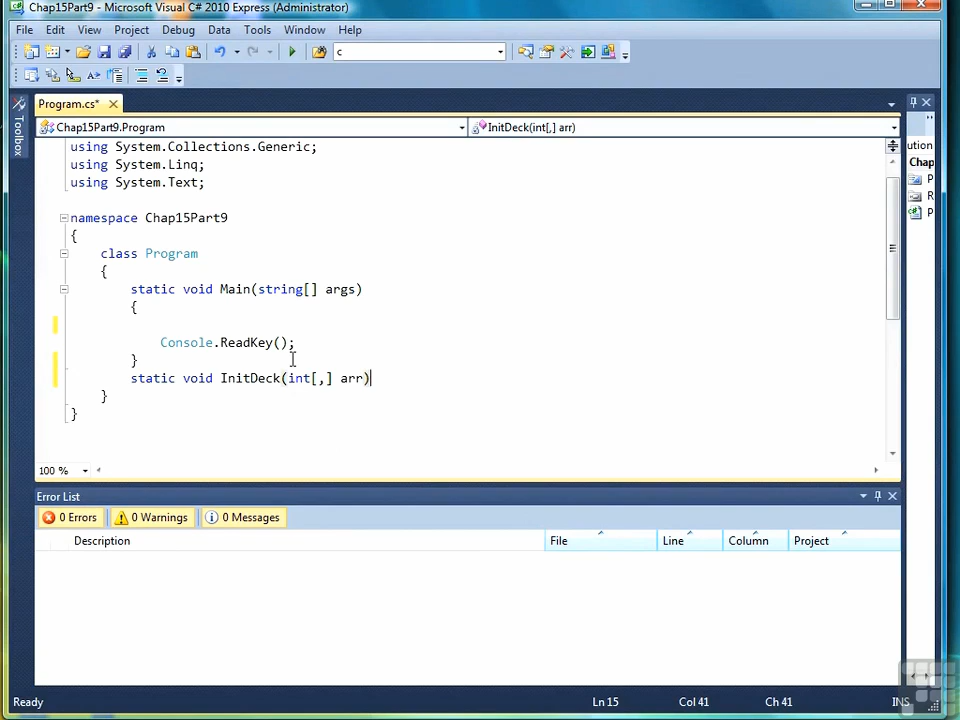 Chap15Part9 - Microsoft Visual C# 2010 Express (Administrator)
File Edit View Project Debug Data Tools Window Help
c
Program.cs*
Toolbox
Chap15Part9.Program InitDeck(int[,] arr)
using System.Collections.Generic;
using System.Linq;
using System.Text;
namespace Chap15Part9
{
class Program
{
static void Main(string[] args)
{
Console.ReadKey();
}
static void InitDeck(int[,] arr)
}
}
ution
Chap
P
R
P
100 %
Error List
0 Errors 0 Warnings 0 Messages
Description File Line Column Project
Ready Ln 15 Col 41 Ch 41 INS